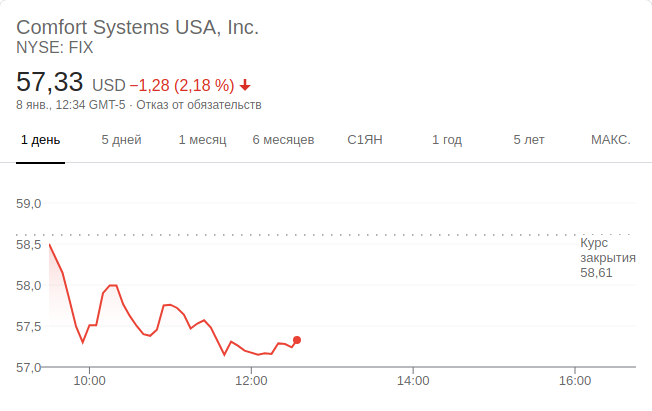 Comfort Systems USA, Inc.
NYSE: FIX
57,33 USD −1,28 (2,18 %)
8 янв., 12:34 GMT-5 · Отказ от обязательств
1 день 5 дней 1 месяц 6 месяцев С1ЯН 1 год 5 лет МАКС.
59,0
58,5
58,0
57,5
57,0
Курс
закрытия
58,61
10:00 12:00 14:00 16:00